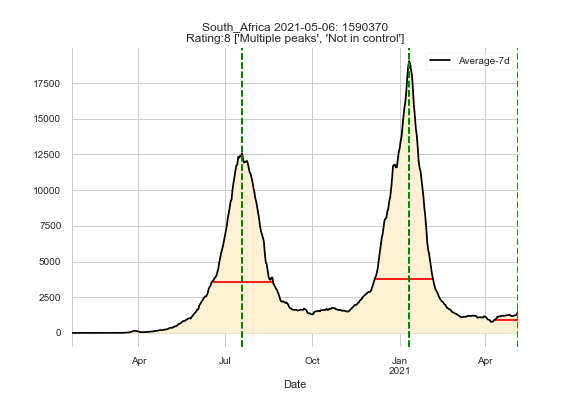 South_Africa 2021-05-06: 1590370
Rating:8 ['Multiple peaks', 'Not in control']
Average-7d
17500
15000
12500
10000
7500
5000
2500
0
Apr Jul Oct Jan Apr
2021
Date